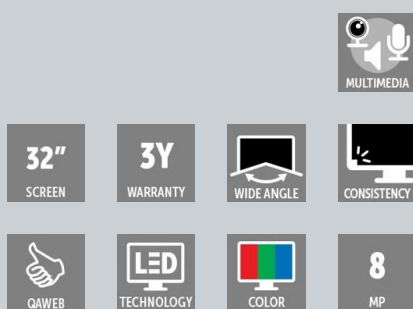 MULTIMEDIA
32" 3Y
SCREEN WARRANTY WIDE ANGLE CONSISTENCY
LED 8
QAWEB TECHNOLOGY COLOR MP